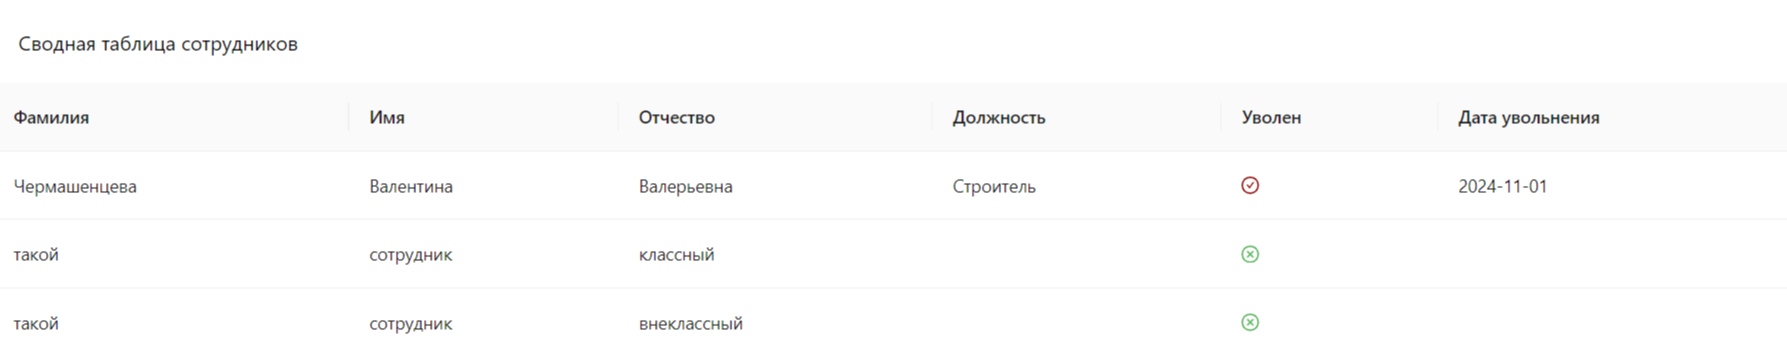 Сводная таблица сотрудников
Фамилия Имя Отчество Должность Уволен Дата увольнения
Чермашенцева Валентина Валерьевна Строитель 2024-11-01
такой сотрудник классный
такой сотрудник внеклассный